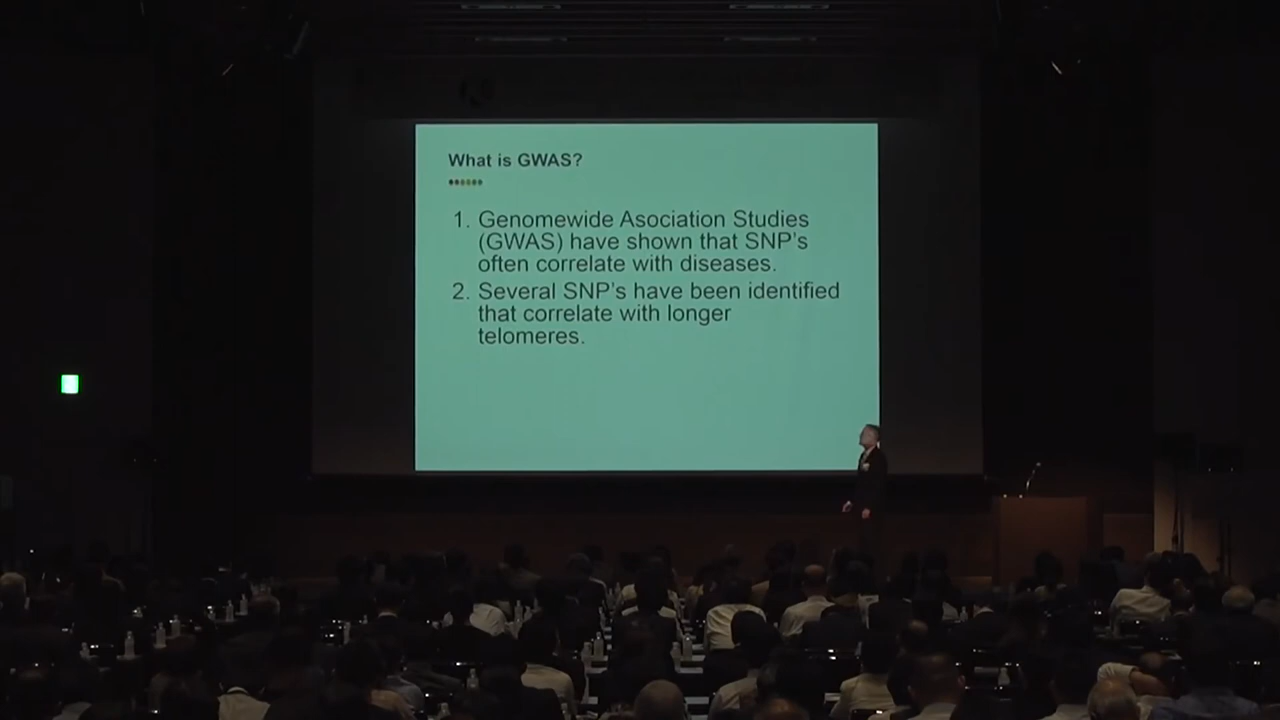 What is GWAS?
1. Genomewide Asociation Studies
(GWAS) have shown that SNP's
often correlate with diseases.
2. Several SNP's have been identified
that correlate with longer
telomeres.